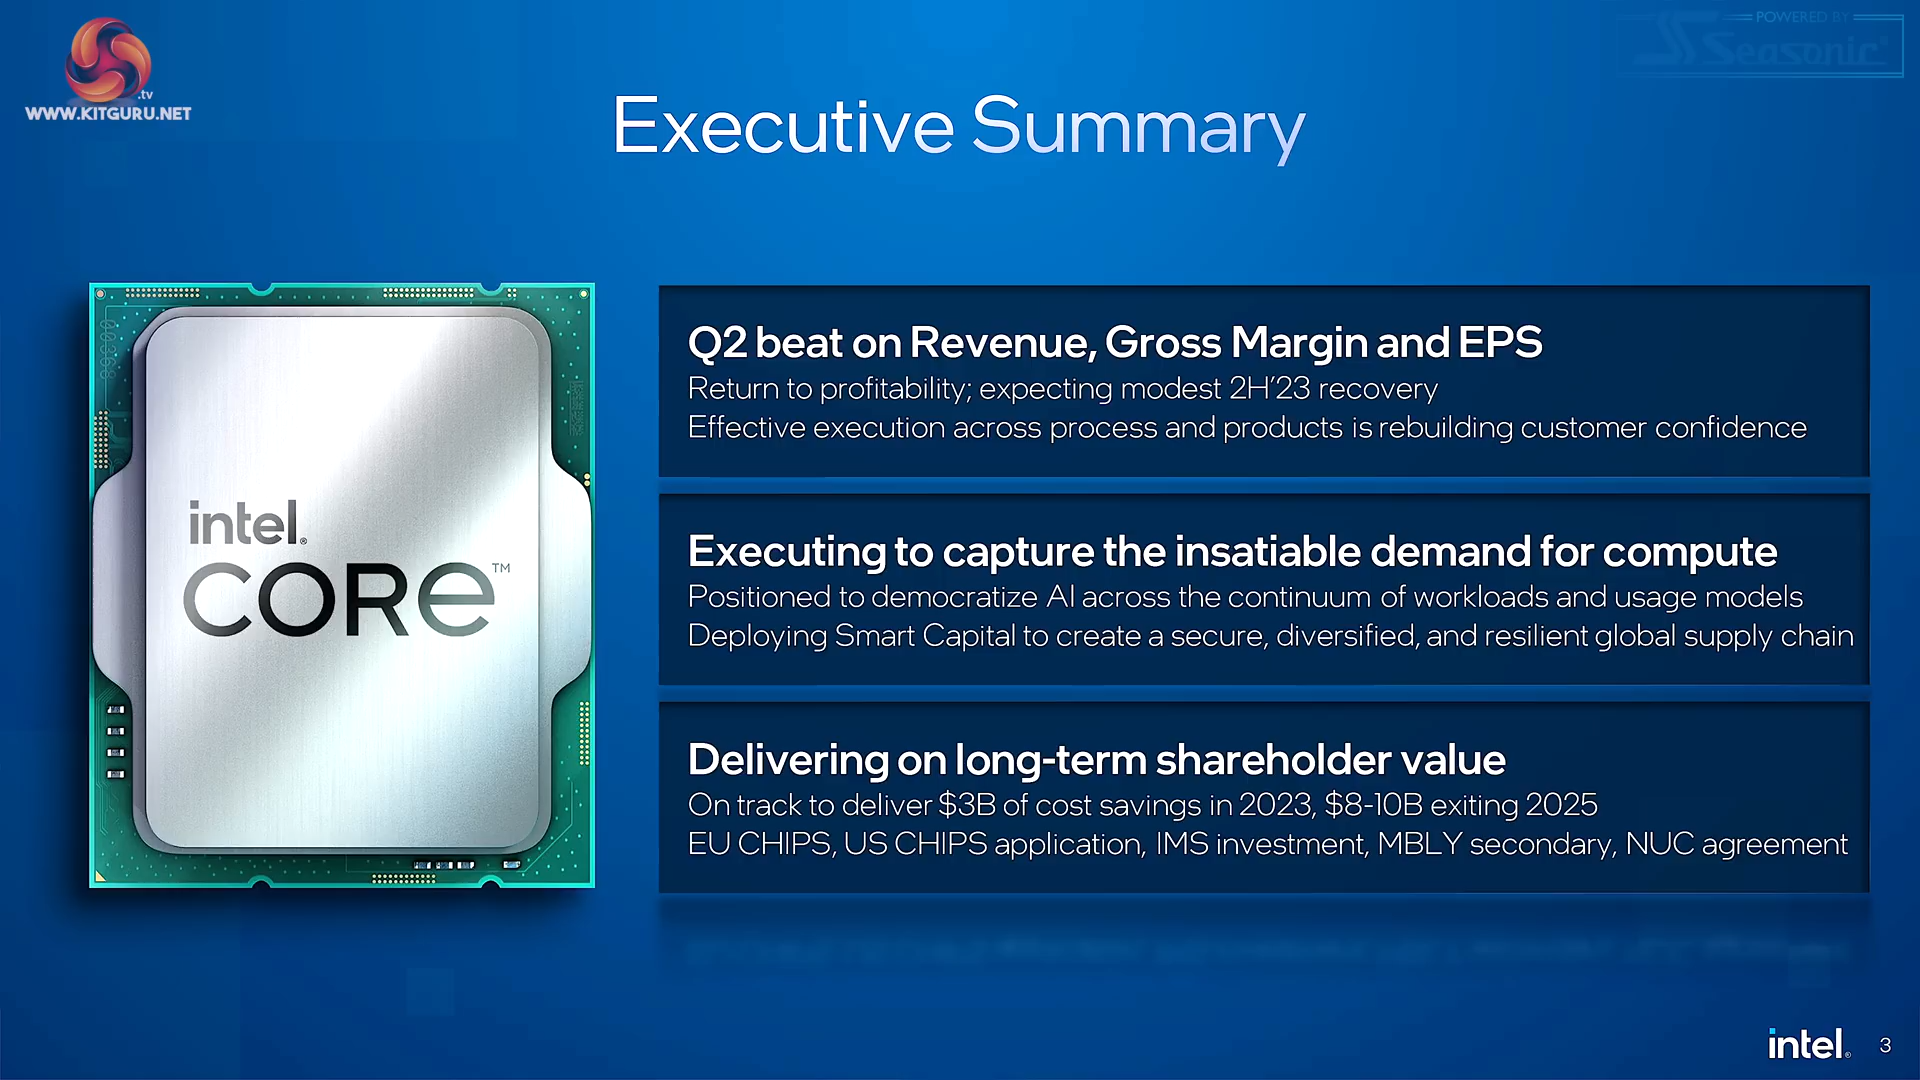 .tv
WWW.KITGURU.NET
POWERED BY
Seasonic
Executive Summary
intel.
CORE™
Q2 beat on Revenue, Gross Margin and EPS
Return to profitability; expecting modest 2H'23 recovery
Effective execution across process and products is rebuilding customer confidence
Executing to capture the insatiable demand for compute
Positioned to democratize AI across the continuum of workloads and usage models
Deploying Smart Capital to create a secure, diversified, and resilient global supply chain
Delivering on long-term shareholder value
On track to deliver $3B of cost savings in 2023, $8-10B exiting 2025
EU CHIPS, US CHIPS application, IMS investment, MBLY secondary, NUC agreement
intel. 3